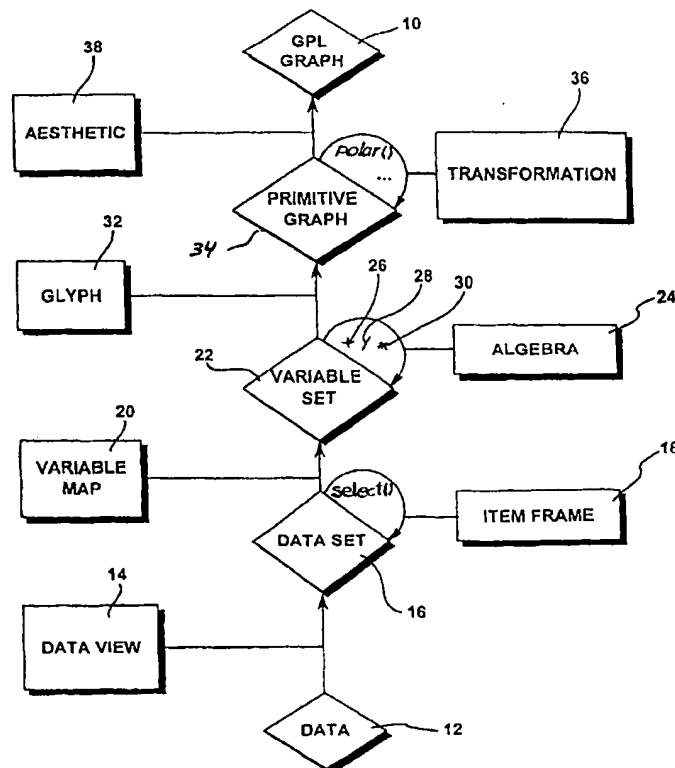 38
GPL
GRAPH
10
AESTHETIC
polar()
...
36
TRANSFORMATION
PRIMITIVE
GRAPH
34
32
GLYPH
26
28
30
24
ALGEBRA
22
VARIABLE
SET
20
VARIABLE
MAP
select()
18
ITEM FRAME
DATA SET
16
14
DATA VIEW
DATA
12